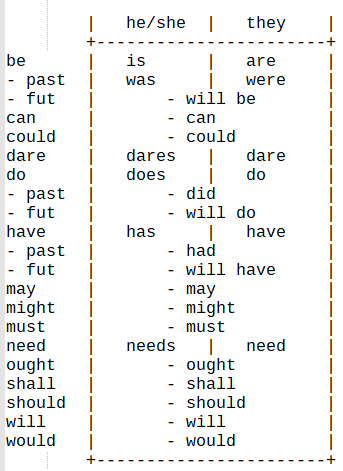 |   he/she  |   they    |
        +-----------------------+
be      |   is      |   are     |
- past  |   was     |   were    |
- fut   |       - will be       |
can     |       - can           |
could   |       - could         |
dare    |   dares   |   dare    |
do      |   does    |   do      |
- past  |       - did           |
- fut   |       - will do       |
have    |   has     |   have    |
- past  |       - had           |
- fut   |       - will have     |
may     |       - may           |
might   |       - might         |
must    |       - must          |
need    |   needs   |   need    |
ought   |       - ought         |
shall   |       - shall         |
should  |       - should        |
will    |       - will          |
would   |       - would         |
        +-----------------------+